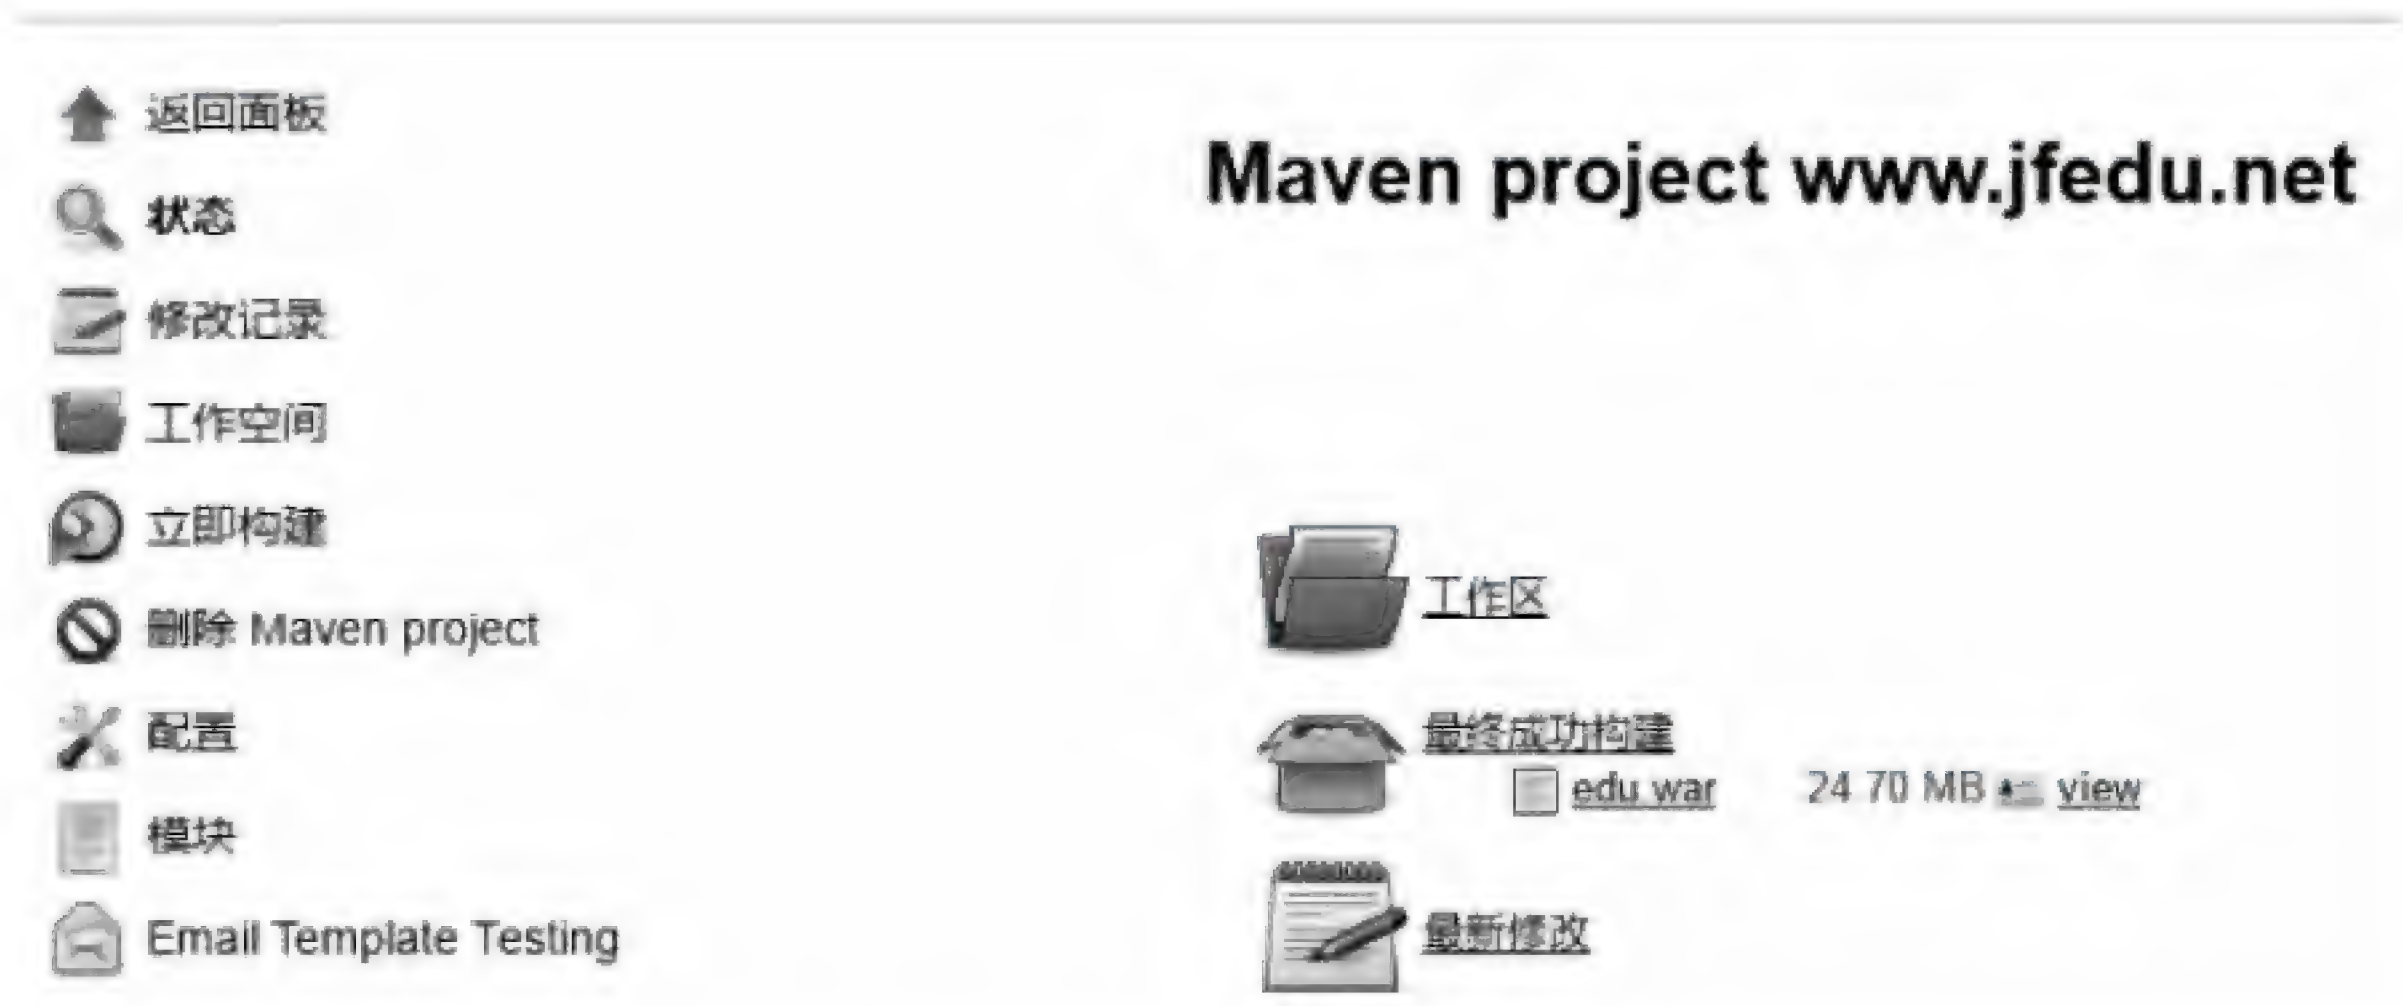 返回面板
状态
修改记录
工作空间
立即构建
删除 Maven project
配置
模块
Email Template Testing
Maven project www.jfedu.net
工作区
最终成功构建
edu war 24 70 MB view
最新修改